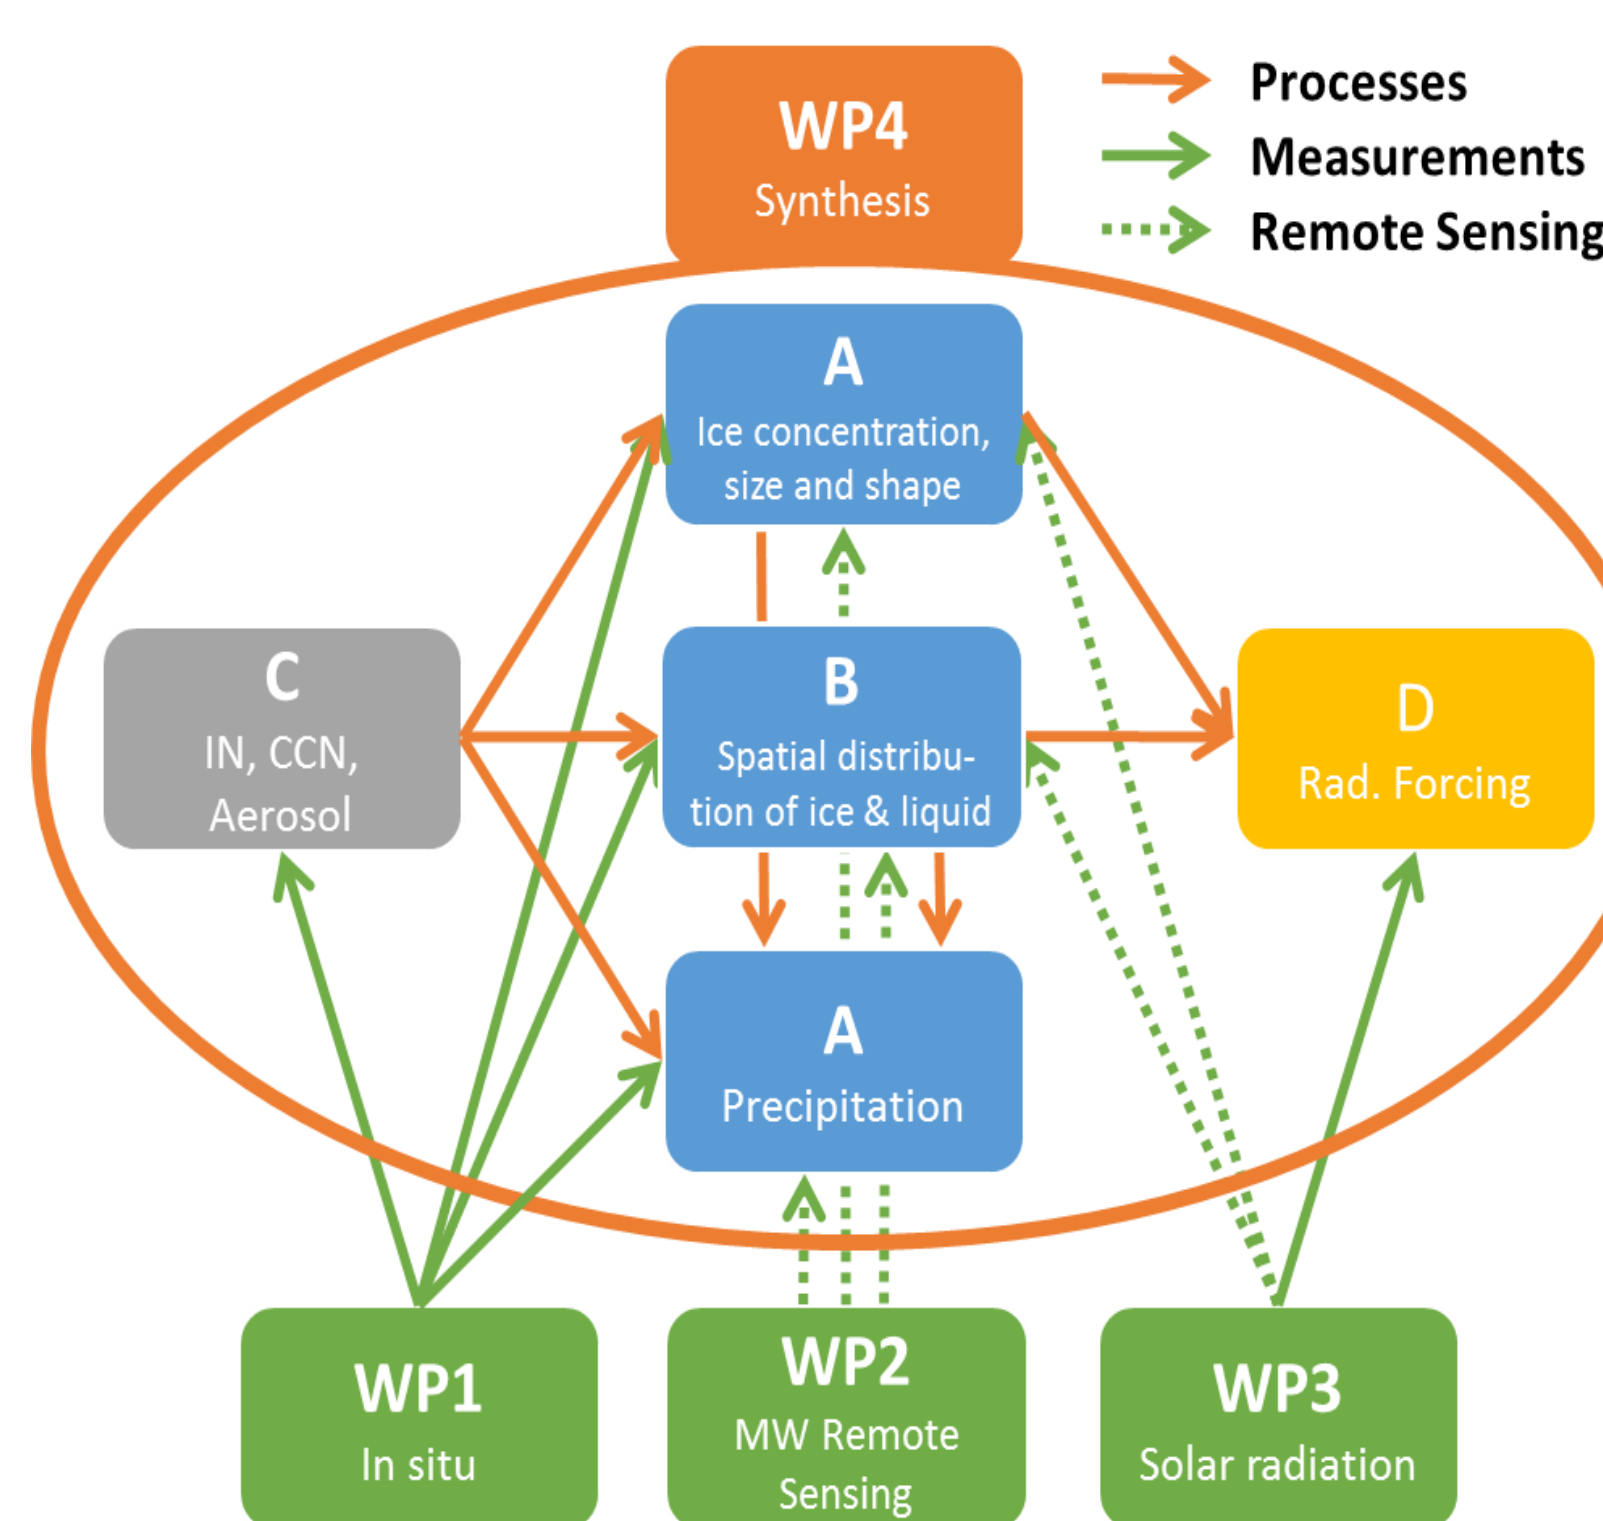 WP4
Synthesis
Processes
Measurements
Remote Sensing
A
Ice concentration,
size and shape
C
IN, CCN,
Aerosol
B
Spatial distribu-
tion of ice & liquid
D
Rad. Forcing
A
Precipitation
WP1
In situ
WP2
MW Remote
Sensing
WP3
Solar radiation